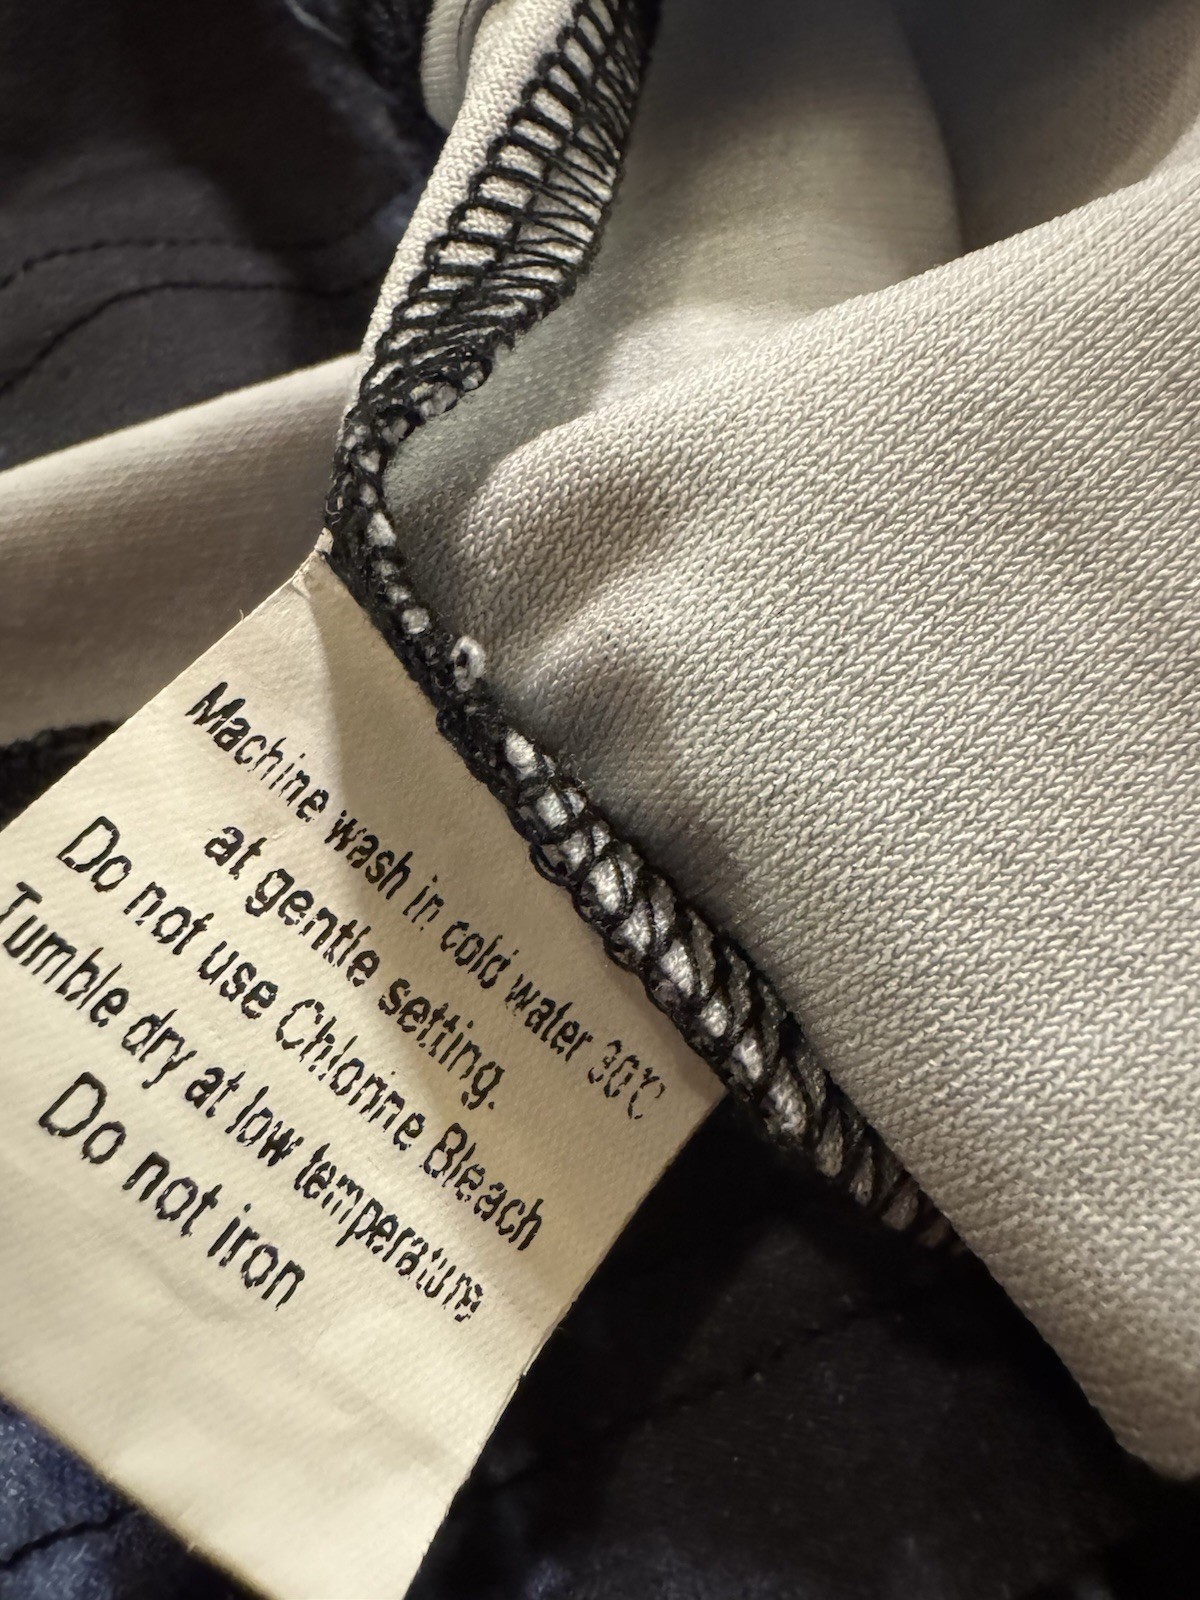 Machine wash in cold water 30°C
at gentle setting.
Do not use Chlorine Bleach
Tumble dry at low temperature
Do not iron